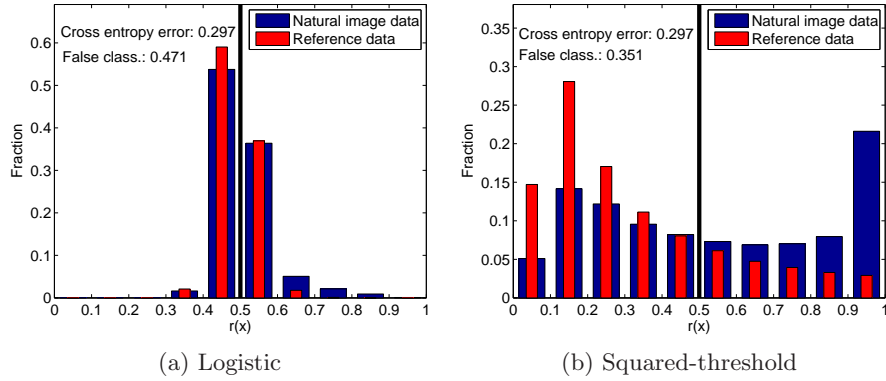 Cross entropy error: 0.297
False class.: 0.471
Natural image data
Reference data
Fraction
0.6
0.5
0.4
0.3
0.2
0.1
0
0 0.1 0.2 0.3 0.4 0.5 0.6 0.7 0.8 0.9 1
r(x)
(a) Logistic
Cross entropy error: 0.297
False class.: 0.351
Natural image data
Reference data
Fraction
0.35
0.3
0.25
0.2
0.15
0.1
0.05
0
0 0.1 0.2 0.3 0.4 0.5 0.6 0.7 0.8 0.9 1
r(x)
(b) Squared-threshold